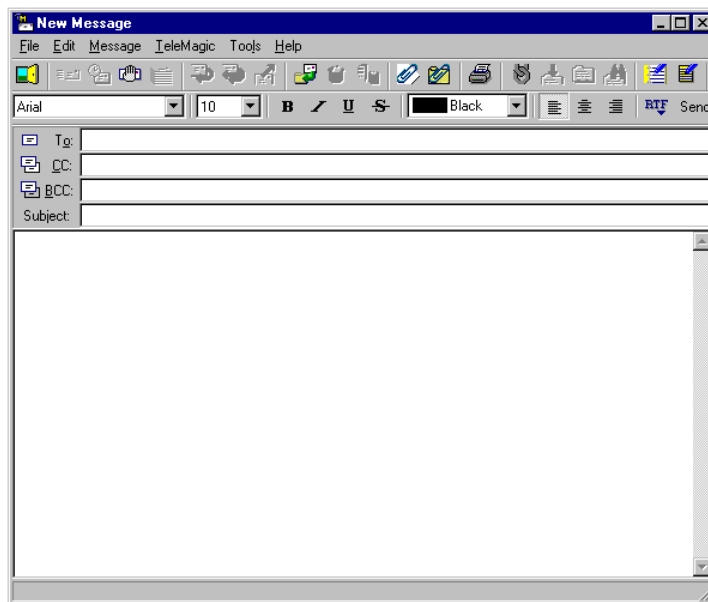 New Message
File Edit Message TeleMagic Tools Help
Arial 10 B I U S Black RTF Send
To:
CC:
BCC:
Subject: